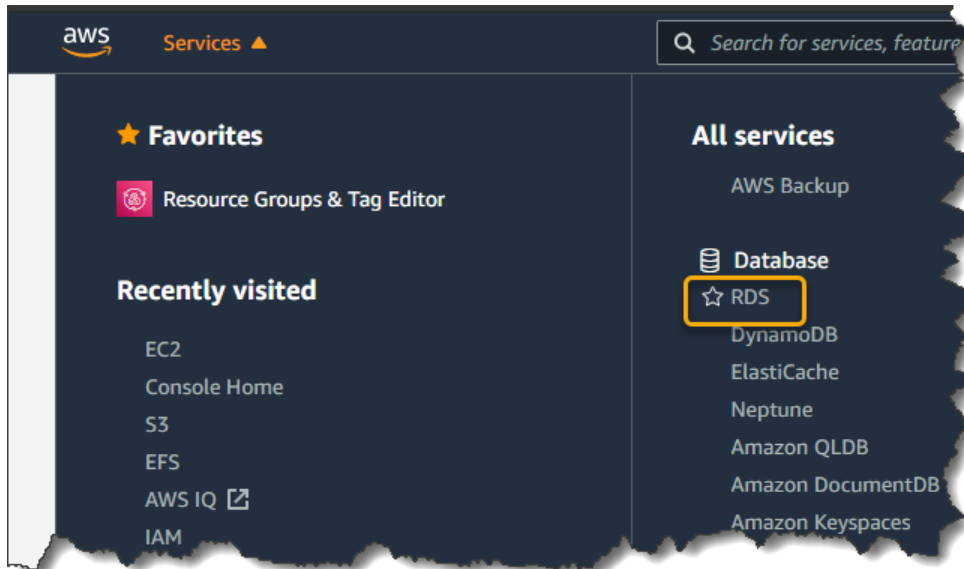 aws
Services ▲
Search for services, feature
Favorites
Resource Groups & Tag Editor
Recently visited
EC2
Console Home
S3
EFS
AWS IQ
IAM
All services
AWS Backup
Database
RDS
DynamoDB
ElastiCache
Neptune
Amazon QLDB
Amazon DocumentDB
Amazon Keyspaces